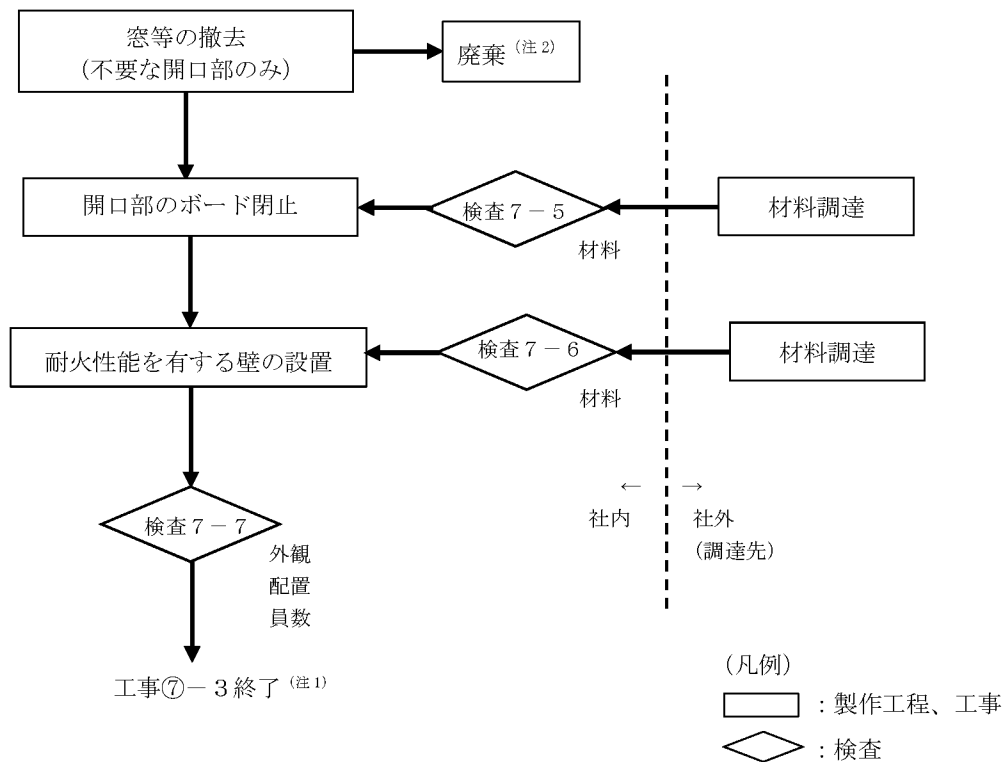 窓等の撤去
(不要な開口部のみ)
廃棄(注2)
開口部のボード閉止
検査7-5
材料
材料調達
耐火性能を有する壁の設置
検査7-6
材料
材料調達
←
社内
→
社外
(調達先)
検査7-7
外観
配置
員数
工事⑦-3終了(注1)
(凡例)
:製作工程、工事
:検査